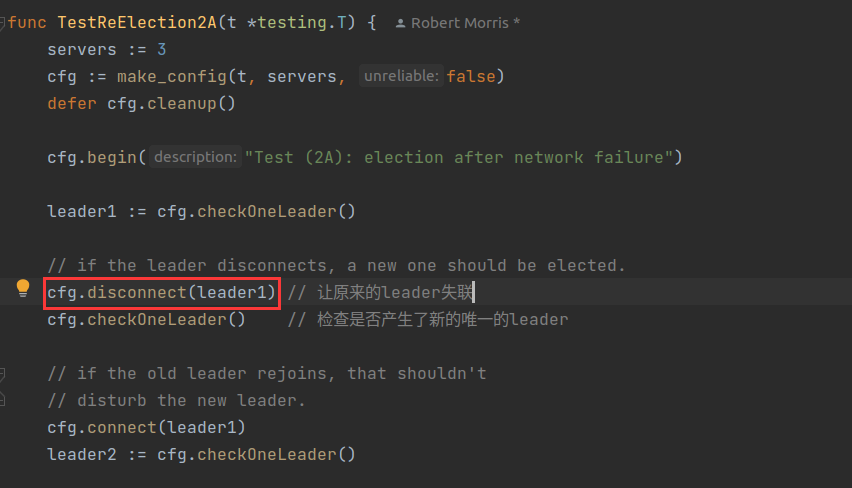 func TestReElection2A(t *testing.T) { Robert Morris *
servers := 3
cfg := make_config(t, servers, unreliable: false)
defer cfg.cleanup()
cfg.begin( description: "Test (2A): election after network failure")
leader1 := cfg.checkOneLeader()
// if the leader disconnects, a new one should be elected.
cfg.disconnect(leader1) // 让原来的leader失联
cfg.checkOneLeader() // 检查是否产生了新的唯一的leader
// if the old leader rejoins, that shouldn't
// disturb the new leader.
cfg.connect(leader1)
leader2 := cfg.checkOneLeader()